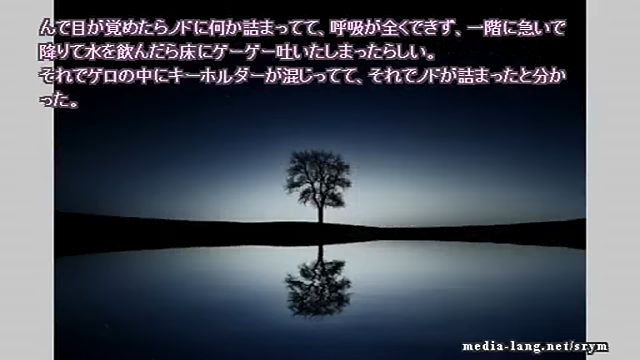 んで目が覚めたらノドに何か詰まってて、呼吸が全くできず、一階に急いで
降りて水を飲んだら床にゲーゲー吐いたしまったらしい。
それでゲロの中にキーホルダーが混じってて、それでノドが詰まったと分か
った。
media-lang.net/srym